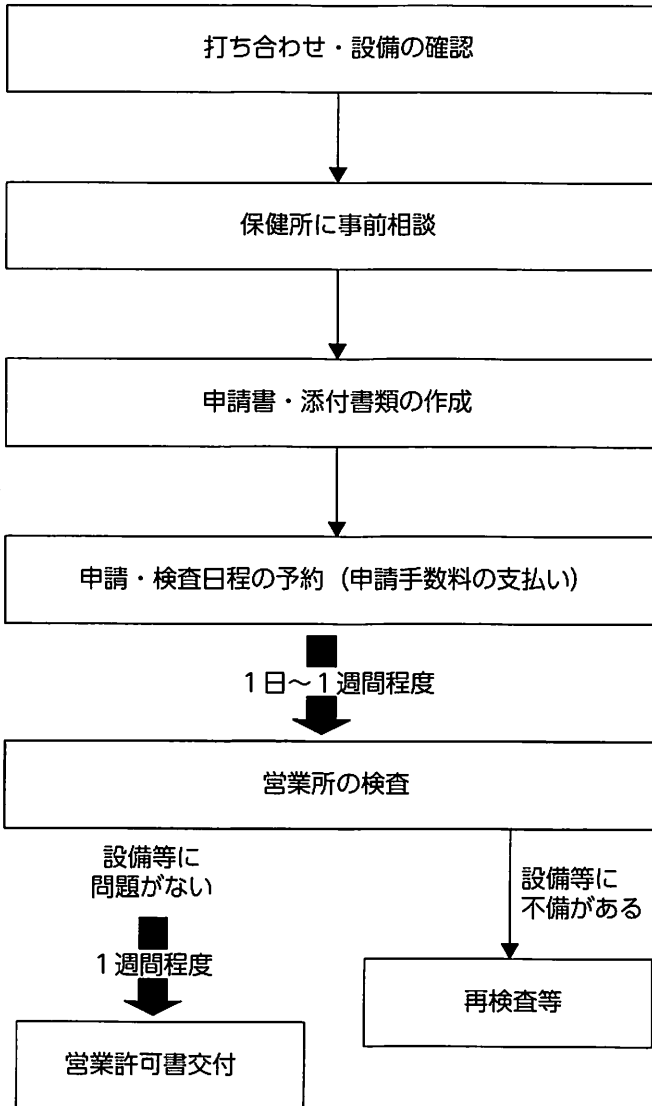 打ち合わせ・設備の確認
保健所に事前相談
申請書・添付書類の作成
申請・検査日程の予約（申請手数料の支払い）
1日～1週間程度
営業所の検査
設備等に
問題がない
設備等に
不備がある
1週間程度
再検査等
営業許可書交付